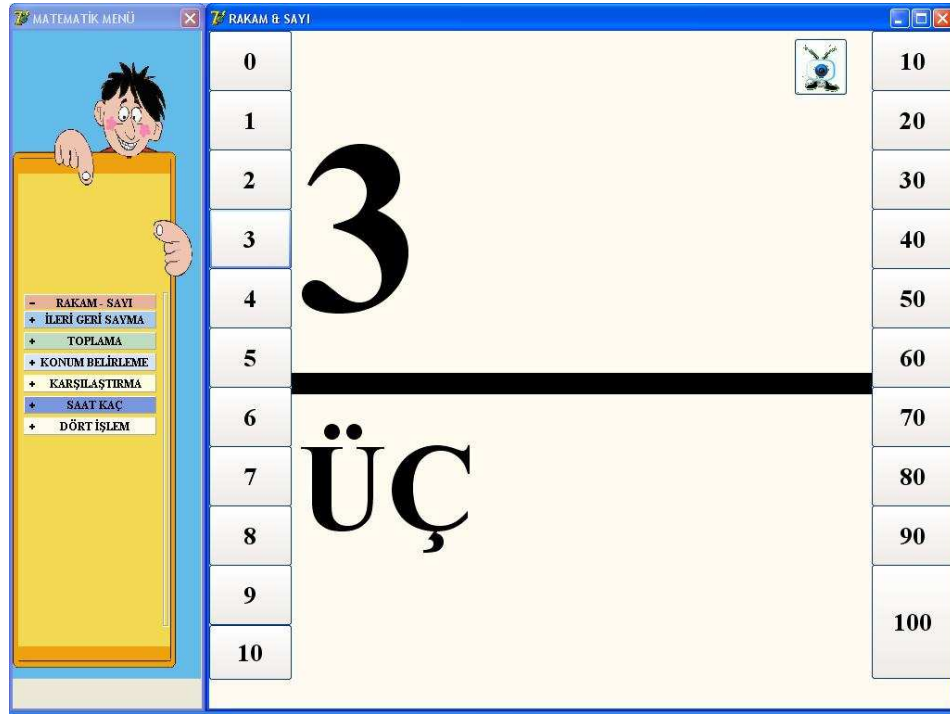 MATEMATİK MENÜ
- RAKAM - SAYI
+ İLERİ GERİ SAYMA
+ TOPLAMA
+ KONUM BELİRLEME
+ KARŞILAŞTIRMA
+ SAAT KAÇ
+ DÖRT İŞLEM
RAKAM & SAYI
0
1
2
3
4
5
6
7
8
9
10
3
ÜÇ
10
20
30
40
50
60
70
80
90
100